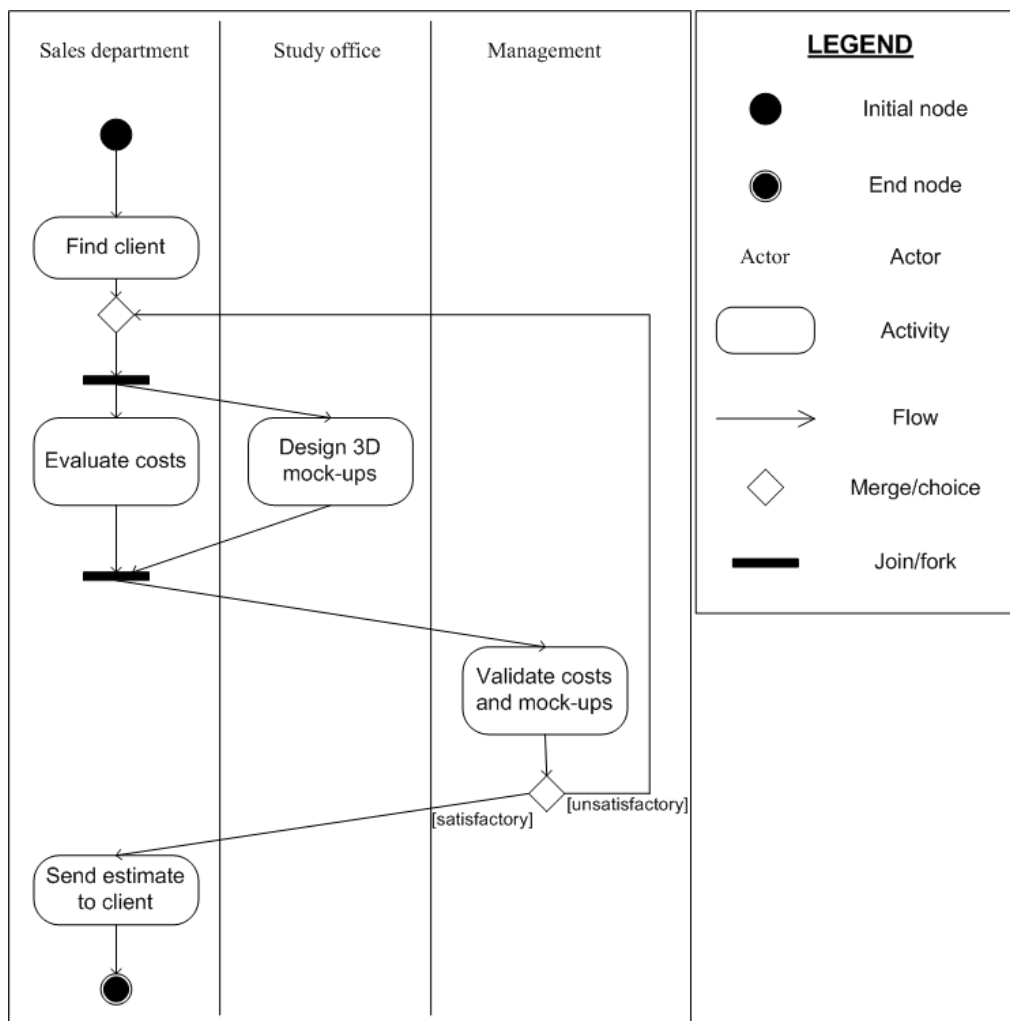 Sales department
Study office
Management
Find client
Evaluate costs
Design 3D
mock-ups
Validate costs
and mock-ups
[unsatisfactory]
[satisfactory]
Send estimate
to client
LEGEND
Initial node
End node
Actor
Actor
Activity
Flow
Merge/choice
Join/fork